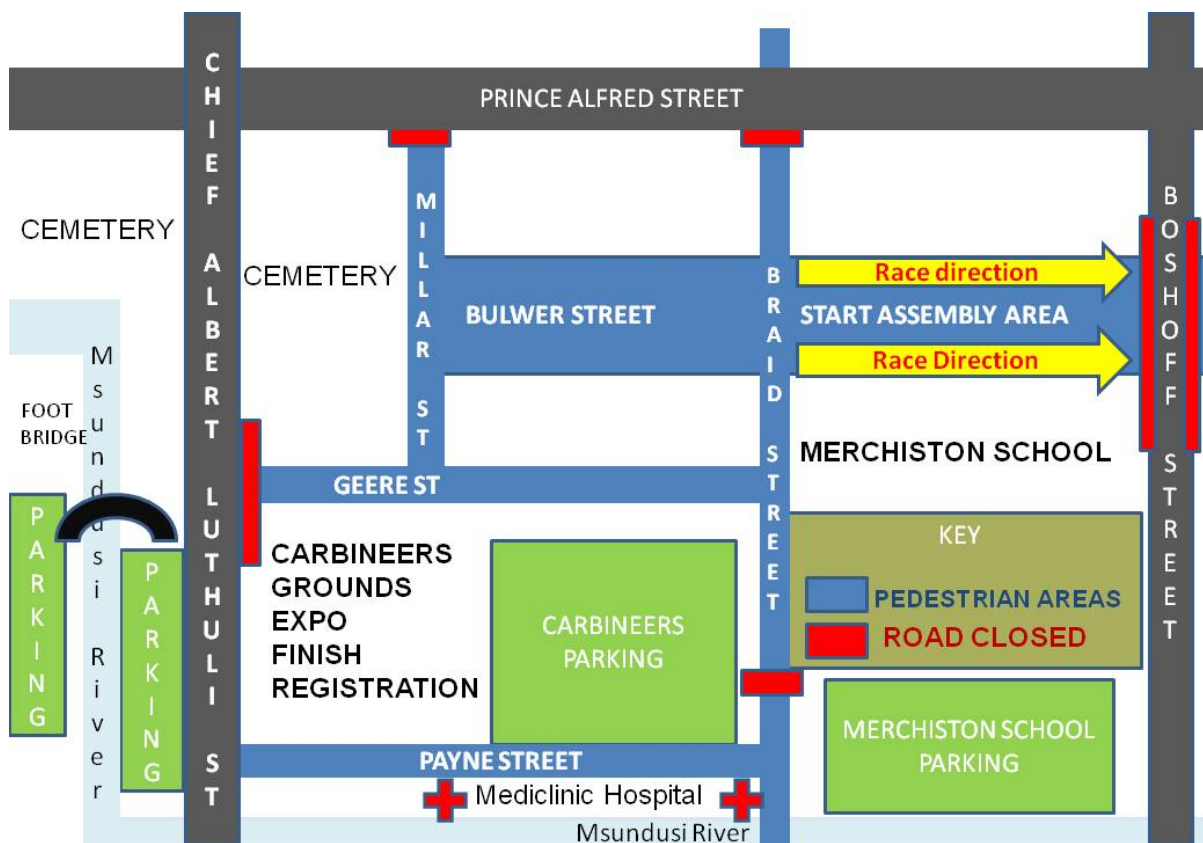 CHIEF ALBERT LUTHULI ST
PRINCE ALFRED STREET
CEMETERY
CEMETERY
MILLAR ST
BULWER STREET
BRAID STREET
Race direction
START ASSEMBLY AREA
Race Direction
BOSHOFF STREET
Msundusi River
FOOT
BRIDGE
PARKING
PARKING
GEERE ST
MERCHISTON SCHOOL
CARBINEERS
GROUNDS
EXPO
FINISH
REGISTRATION
CARBINEERS
PARKING
KEY
PEDESTRIAN AREAS
ROAD CLOSED
MERCHISTON SCHOOL
PARKING
PAYNE STREET
Mediclinic Hospital
Msundusi River